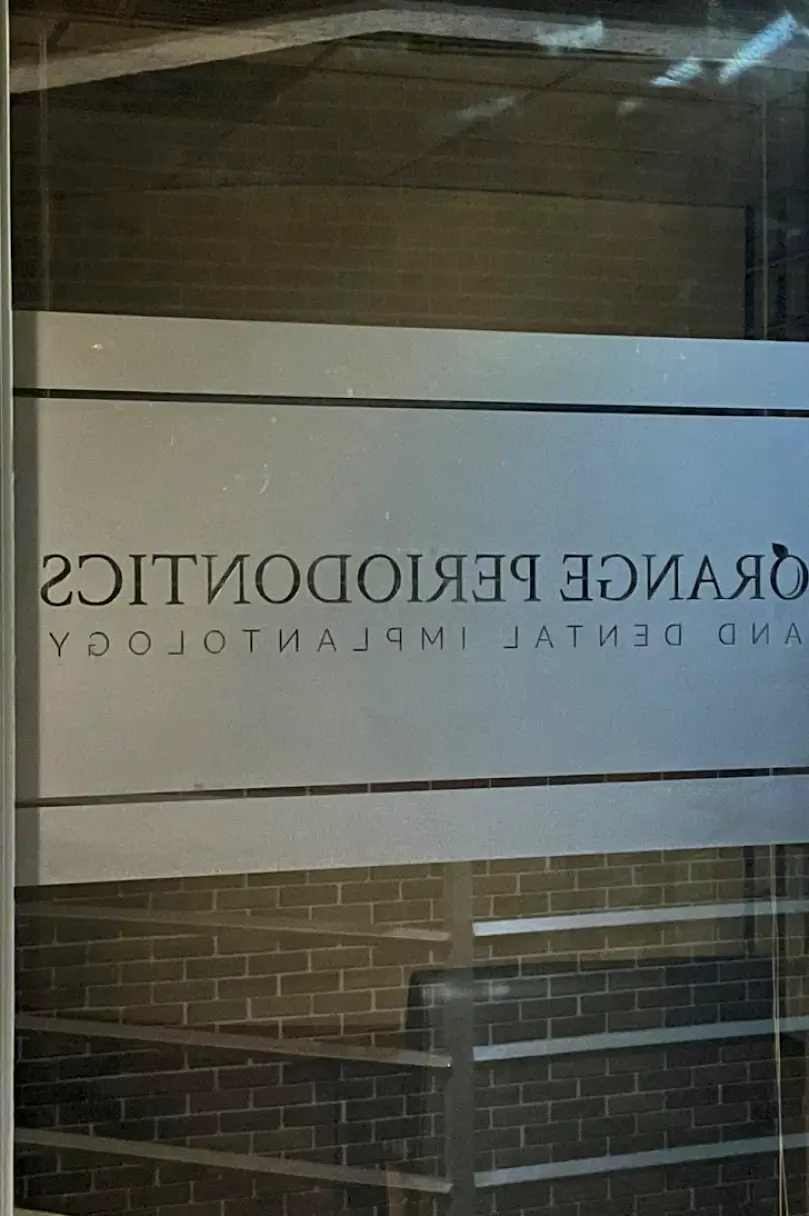 ORANGE PERIODONTICS
AND DENTAL IMPLANTOLOGY